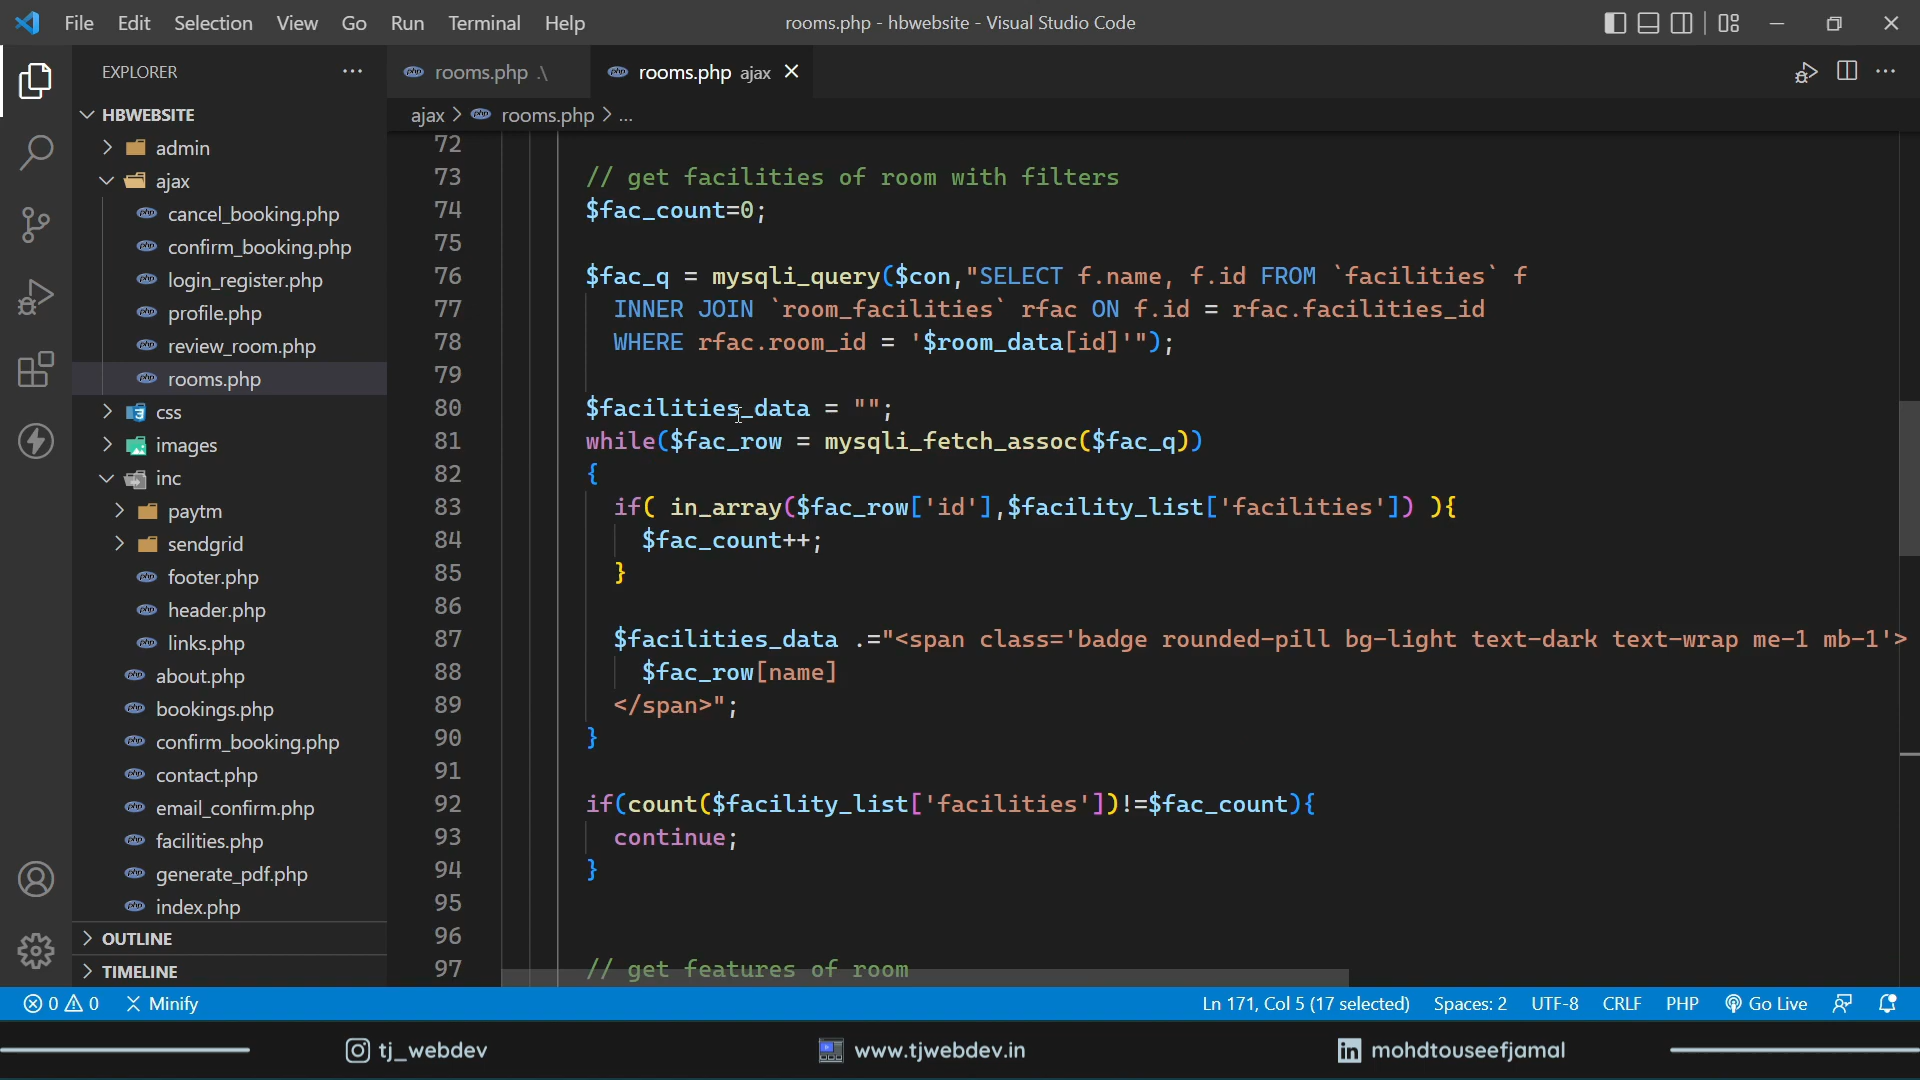 File Edit Selection View Go Run Terminal Help
rooms.php - hbwebsite - Visual Studio Code
EXPLORER
rooms.php .\
rooms.php ajax
HBWEBSITE
ajax > rooms.php > ...
admin
ajax
cancel_booking.php
confirm_booking.php
login_register.php
profile.php
review_room.php
rooms.php
css
images
inc
paytm
sendgrid
footer.php
header.php
links.php
about.php
bookings.php
confirm_booking.php
contact.php
email_confirm.php
facilities.php
generate_pdf.php
index.php
OUTLINE
TIMELINE
72
73 // get facilities of room with filters
74 $fac_count=0;
75
76 $fac_q = mysqli_query($con,"SELECT f.name, f.id FROM `facilities` f
77 INNER JOIN `room_facilities` rfac ON f.id = rfac.facilities_id
78 WHERE rfac.room_id = '$room_data[id]'");
79
80 $facilities_data = "";
81 while($fac_row = mysqli_fetch_assoc($fac_q))
82 {
83 if( in_array($fac_row['id'],$facility_list['facilities']) ){
84 $fac_count++;
85 }
86
87 $facilities_data .="<span class='badge rounded-pill bg-light text-dark text-wrap me-1 mb-1'>
88 $fac_row[name]
89 </span>";
90 }
91
92 if(count($facility_list['facilities'])!=$fac_count){
93 continue;
94 }
95
96
97 // get features of room
0 0 Minify
Ln 171, Col 5 (17 selected) Spaces: 2 UTF-8 CRLF PHP Go Live
tj_webdev
www.tjwebdev.in
mohdtouseefjamal